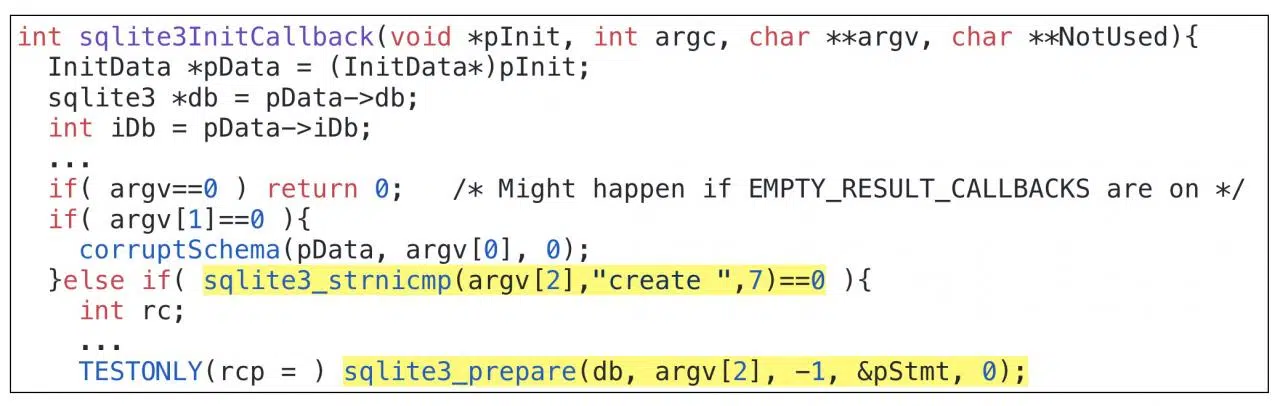 int sqlite3InitCallback(void *pInit, int argc, char **argv, char **NotUsed){
  InitData *pData = (InitData*)pInit;
  sqlite3 *db = pData->db;
  int iDb = pData->iDb;
  ...
  if( argv==0 ) return 0;   /* Might happen if EMPTY_RESULT_CALLBACKS are on */
  if( argv[1]==0 ){
    corruptSchema(pData, argv[0], 0);
  }else if( sqlite3_strnicmp(argv[2],"create ",7)==0 ){
    int rc;
    ...
    TESTONLY(rcp = ) sqlite3_prepare(db, argv[2], -1, &pStmt, 0);